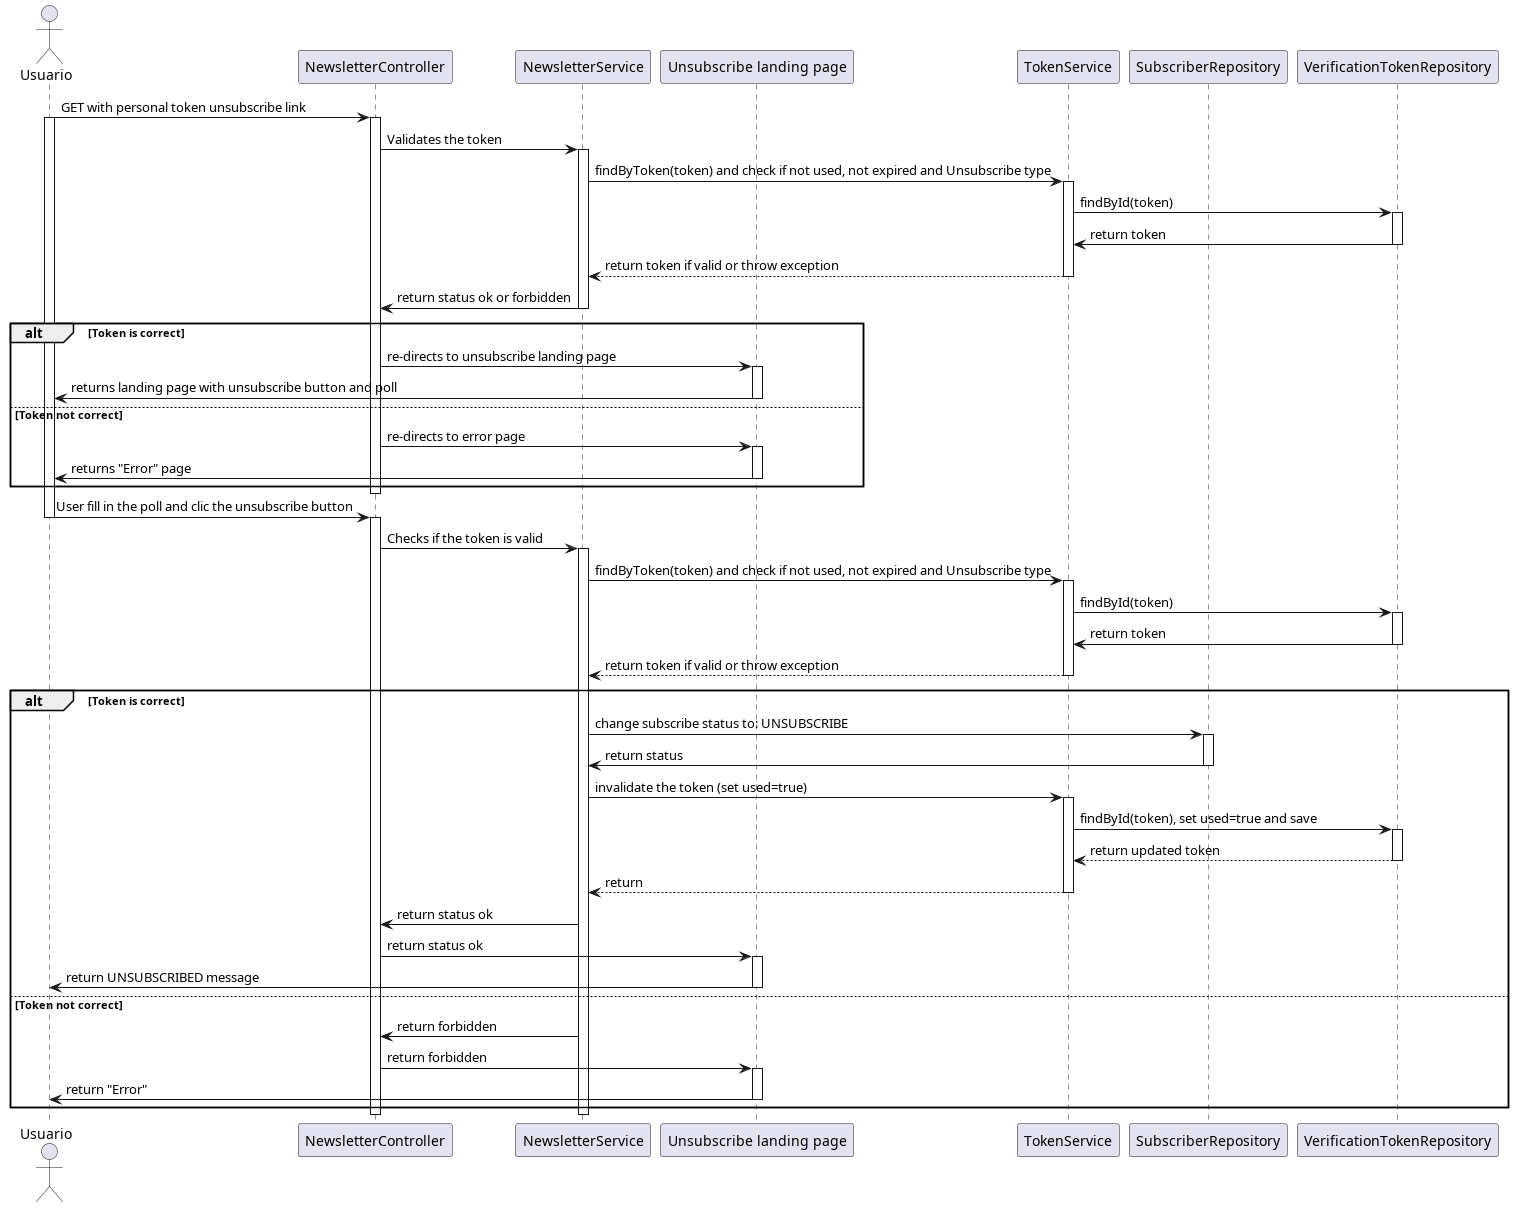 Usuario
NewsletterController
NewsletterService
Unsubscribe landing page
TokenService
SubscriberRepository
VerificationTokenRepository
GET with personal token unsubscribe link
Validates the token
findByToken(token) and check if not used, not expired and Unsubscribe type
findById(token)
return token
return token if valid or throw exception
return status ok or forbidden
alt [Token is correct]
re-directs to unsubscribe landing page
returns landing page with unsubscribe button and poll
[Token not correct]
re-directs to error page
returns "Error" page
User fill in the poll and clic the unsubscribe button
Checks if the token is valid
findByToken(token) and check if not used, not expired and Unsubscribe type
findById(token)
return token
return token if valid or throw exception
alt [Token is correct]
change subscribe status to: UNSUBSCRIBE
return status
invalidate the token (set used=true)
findById(token), set used=true and save
return updated token
return
return status ok
return status ok
return UNSUBSCRIBED message
[Token not correct]
return forbidden
return forbidden
return "Error"
Usuario
NewsletterController
NewsletterService
Unsubscribe landing page
TokenService
SubscriberRepository
VerificationTokenRepository